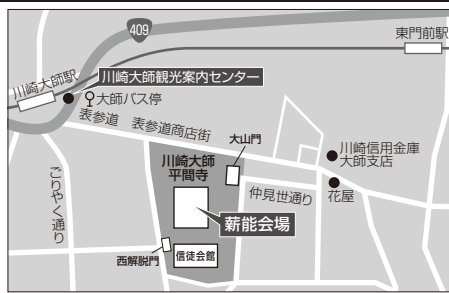 409
東門前駅
川崎大師駅
川崎大師観光案内センター
大師バス停
表参道
表参道商店街
大山門
川崎信用金庫
大師支店
川崎大師
平間寺
ごりやく通り
仲見世通り
花屋
薪能会場
西解脱門
信徒会館